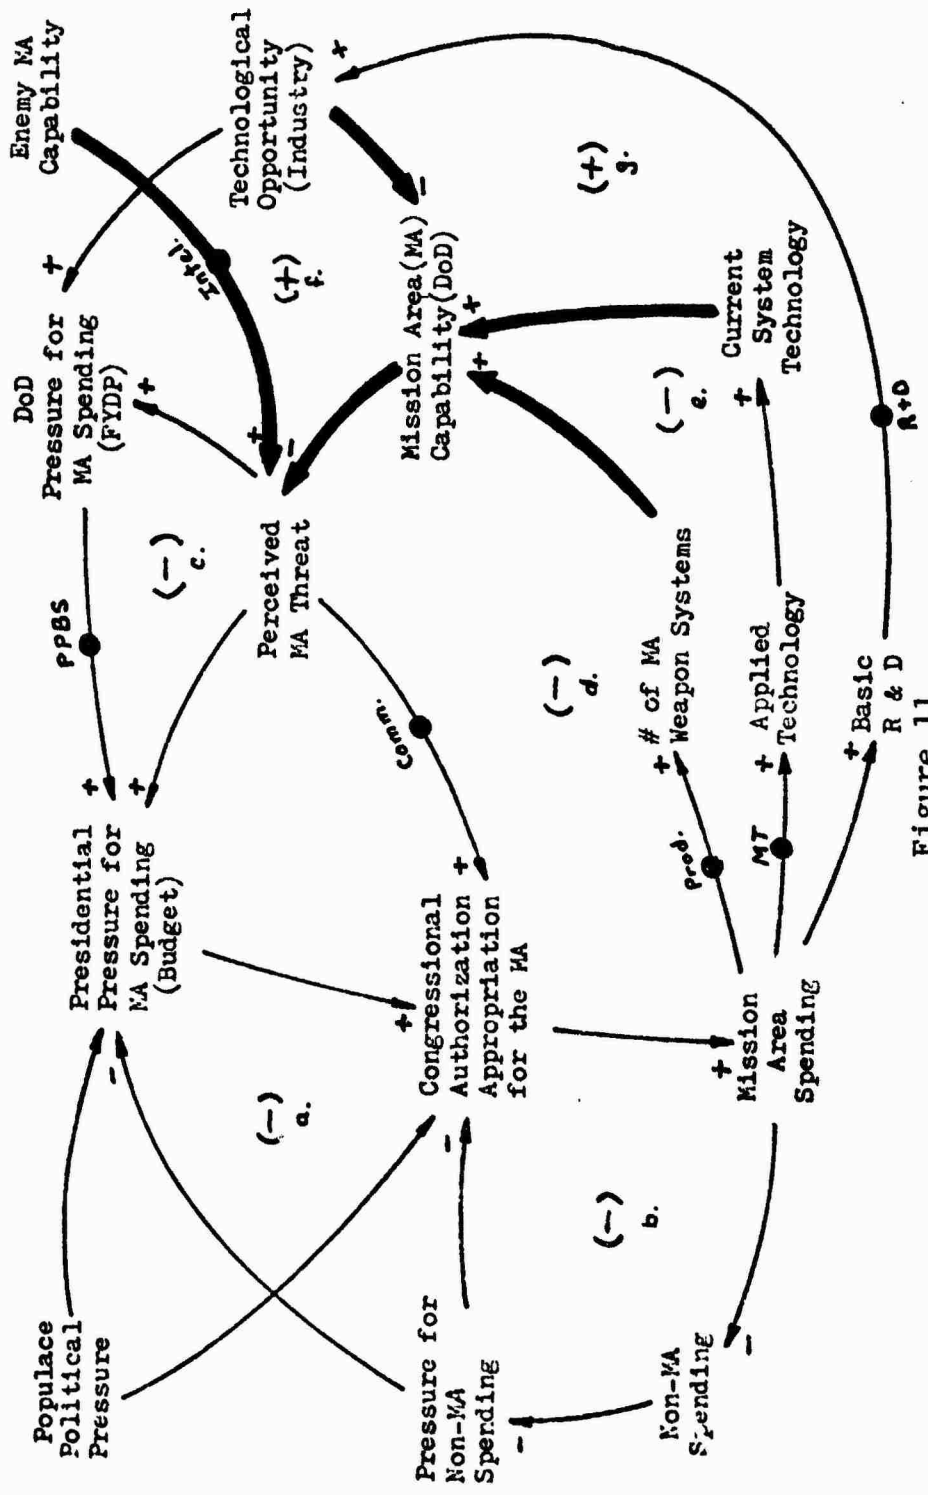 Populace
Political
Pressure
Presidential
Pressure for
MA Spending
(Budget)
+
+
-
PPBS
DoD
Pressure for
MA Spending
(FYDP)
+
+
Enemy MA
Capability
Intel.
Technological
Opportunity
(Industry)
+
(-)
a.
(-)
c.
(+)
f.
Perceived
MA Threat
+
-
Comm.
Pressure for
Non-MA
Spending
-
Congressional
Authorization
Appropriation
for the MA
+
+
-
Mission Area(MA)
Capability(DoD)
-
+
+
(-)
b.
(-)
d.
(-)
e.
(+)
g.
Non-MA
Spending
-
Mission
Area
Spending
+
Prod.
MT
# of MA
Weapon Systems
+
Applied
Technology
+
Basic
R & D
+
Current
System
Technology
+
R+D
Figure 11